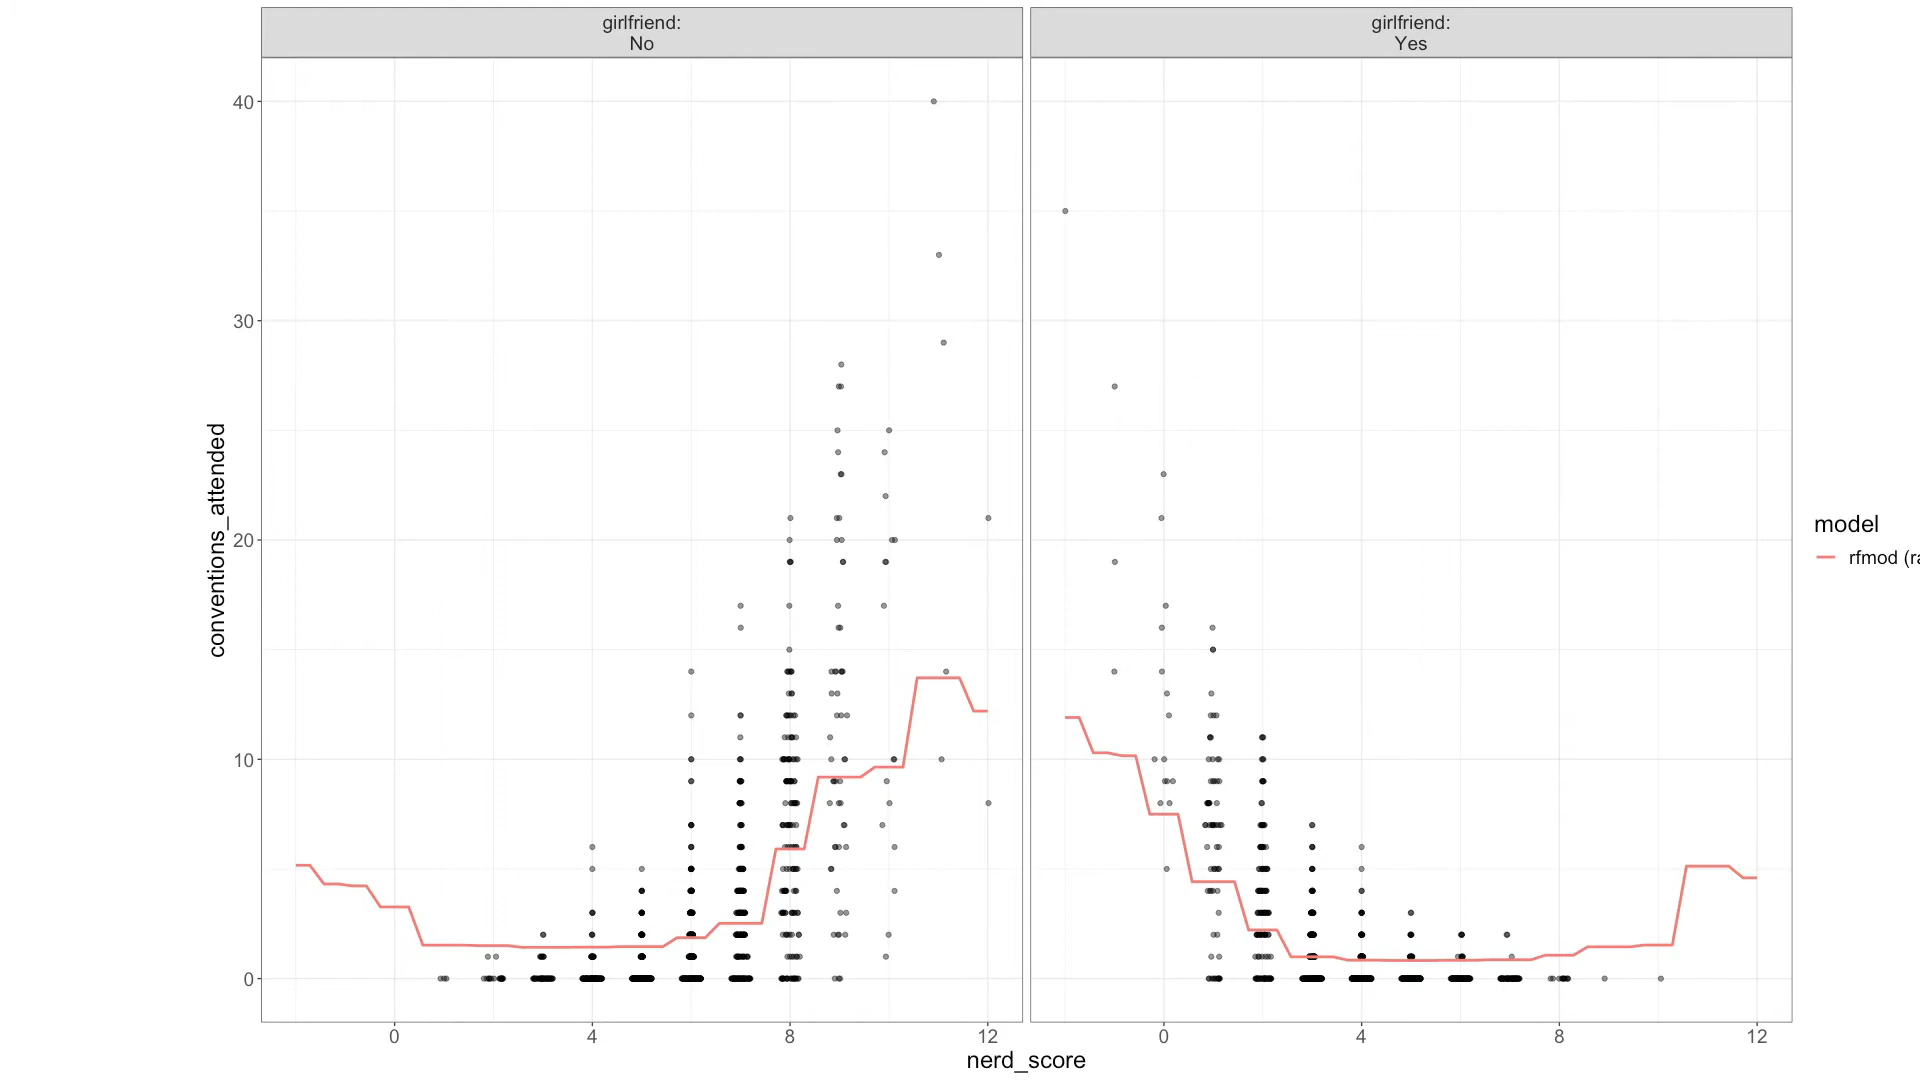 girlfriend:
No
girlfriend:
Yes
40
30
20
10
0
conventions_attended
0
4
8
12
0
4
8
12
nerd_score
model
rfmod (ra